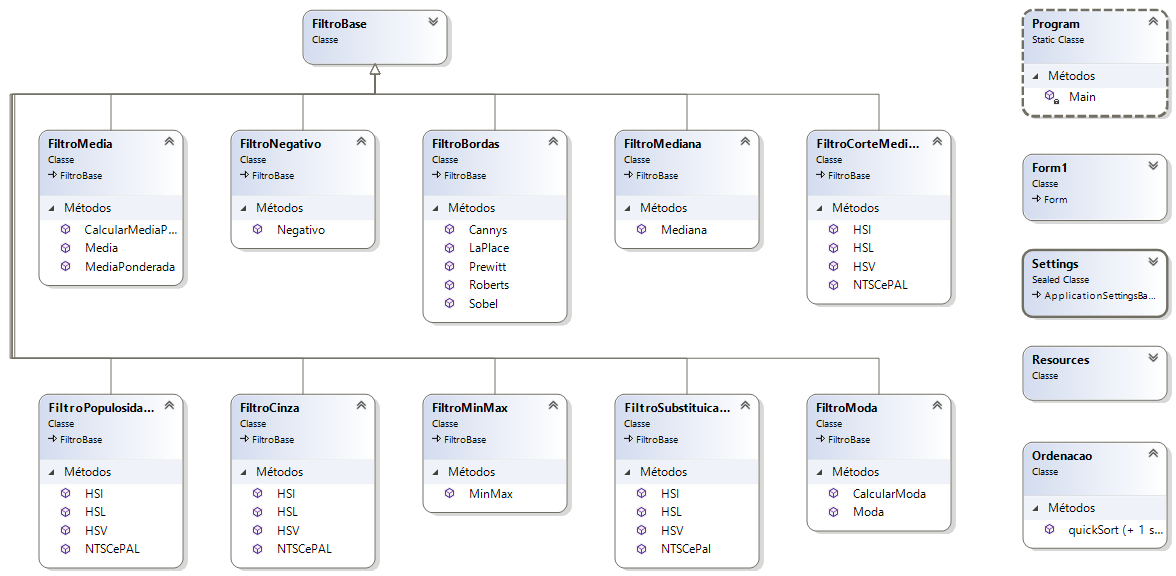 FiltroBase
Classe
FiltroMedia
Classe
FiltroBase
Métodos
CalcularMediaP...
Media
MediaPonderada
FiltroNegativo
Classe
FiltroBase
Métodos
Negativo
FiltroBordas
Classe
FiltroBase
Métodos
Cannys
LaPlace
Prewitt
Roberts
Sobel
FiltroMediana
Classe
FiltroBase
Métodos
Mediana
FiltroCorteMedi...
Classe
FiltroBase
Métodos
HSI
HSL
HSV
NTSCePAL
FiltroPopulosida...
Classe
FiltroBase
Métodos
HSI
HSL
HSV
NTSCePAL
FiltroCinza
Classe
FiltroBase
Métodos
HSI
HSL
HSV
NTSCePAL
FiltroMinMax
Classe
FiltroBase
Métodos
MinMax
FiltroSubstituica...
Classe
FiltroBase
Métodos
HSI
HSL
HSV
NTSCePal
FiltroModa
Classe
FiltroBase
Métodos
CalcularModa
Moda
Program
Static Classe
Métodos
Main
Form1
Classe
Form
Settings
Sealed Classe
ApplicationSettingsBa...
Resources
Classe
Ordenacao
Classe
Métodos
quickSort (+ 1 s...